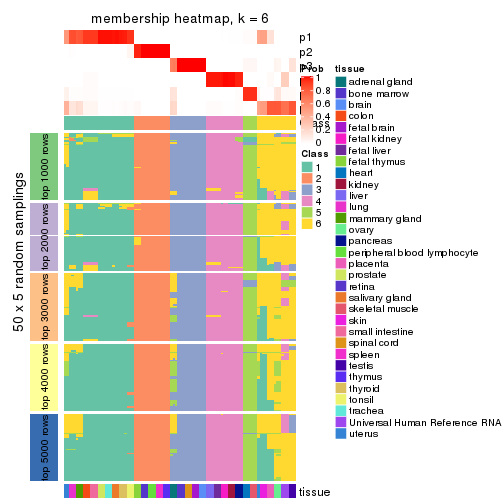 membership heatmap, k = 6
p1
p2
p3
Prob
1
0.8
0.6
0.4
0.2
0
Class
1
2
3
4
5
6
tissue
adrenal gland
bone marrow
brain
colon
fetal brain
fetal kidney
fetal liver
fetal thymus
heart
kidney
liver
lung
mammary gland
ovary
pancreas
peripheral blood lymphocyte
placenta
prostate
retina
salivary gland
skeletal muscle
skin
small intestine
spinal cord
spleen
testis
thymus
thyroid
tonsil
trachea
Universal Human Reference RNA
uterus
50 x 5 random samplings
top 1000 rows
top 2000 rows
top 3000 rows
top 4000 rows
top 5000 rows
tissue